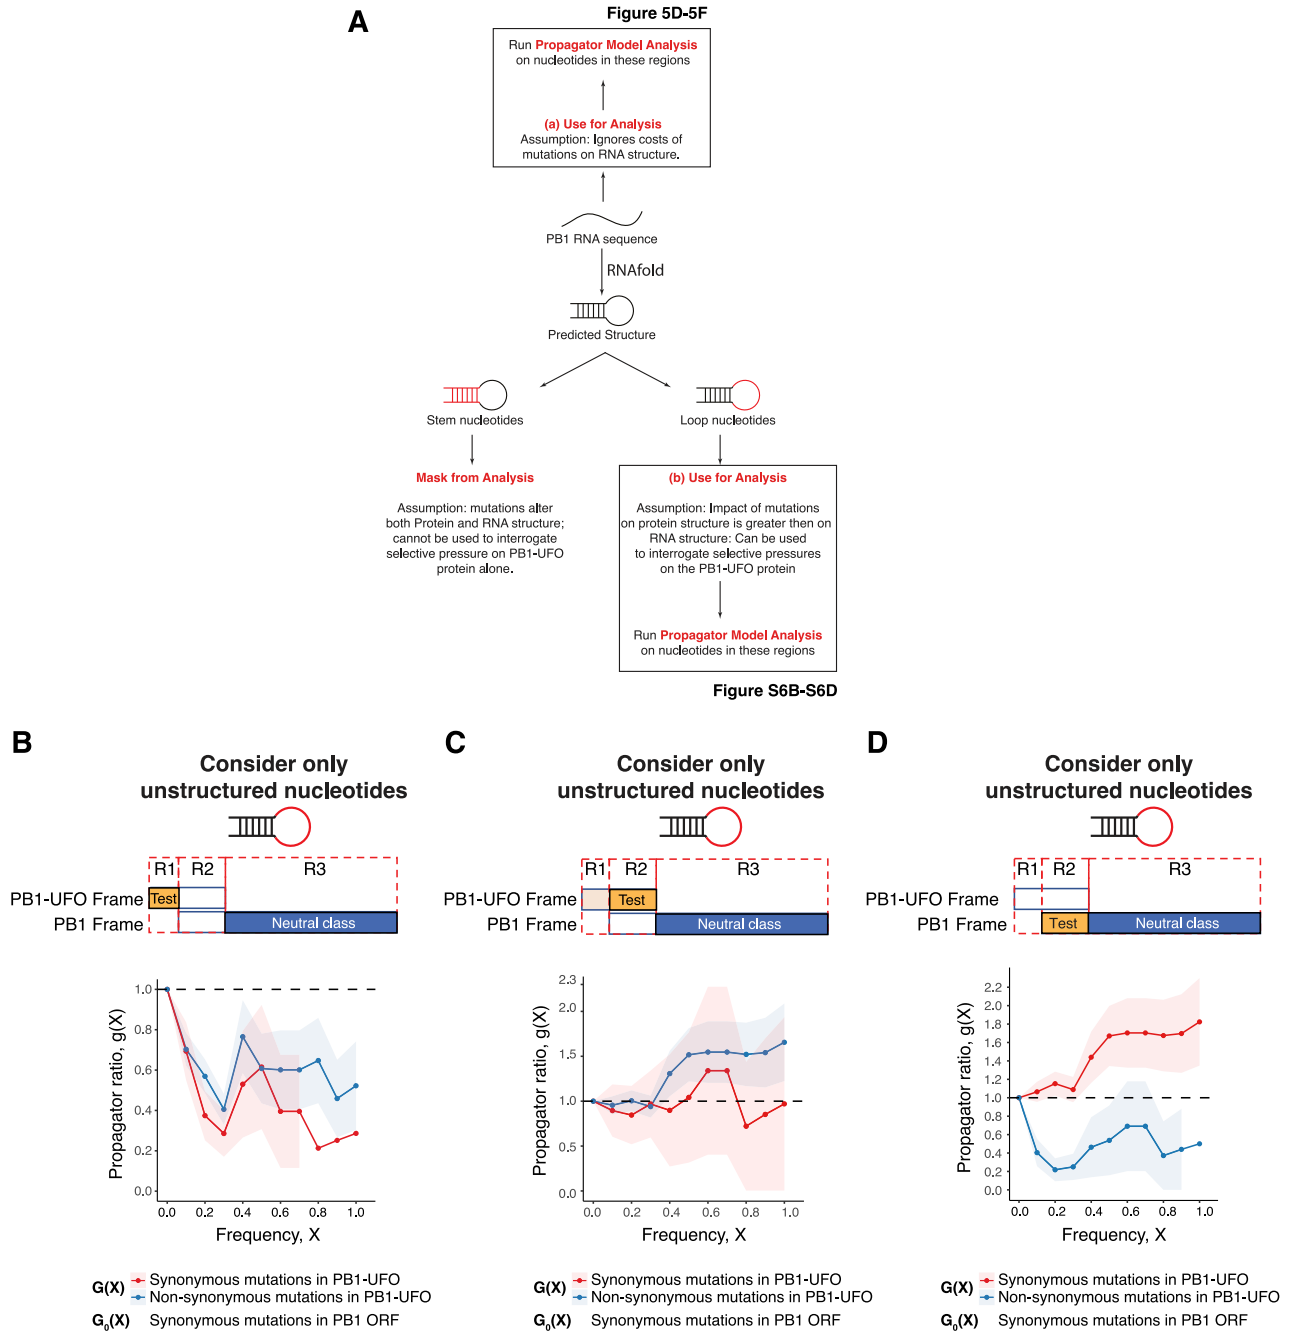 A
Figure 5D-5F
Run Propagator Model Analysis
on nucleotides in these regions
(a) Use for Analysis
Assumption: Ignores costs of
mutations on RNA structure.
PB1 RNA sequence
RNAfold
Predicted Structure
Stem nucleotides
Loop nucleotides
Mask from Analysis
Assumption: mutations alter
both Protein and RNA structure;
cannot be used to interrogate
selective pressure on PB1-UFO
protein alone.
(b) Use for Analysis
Assumption: Impact of mutations
on protein structure is greater then on
RNA structure: Can be used
to interrogate selective pressures
on the PB1-UFO protein
Run Propagator Model Analysis
on nucleotides in these regions
Figure S6B-S6D
B
Consider only
unstructured nucleotides
R1 R2 R3
PB1-UFO Frame Test
PB1 Frame Neutral class
Propagator ratio, g(X)
1.0
0.8
0.6
0.4
0.2
0.0
0.0 0.2 0.4 0.6 0.8 1.0
Frequency, X
G(X) Synonymous mutations in PB1-UFO
Non-synonymous mutations in PB1-UFO
G₀(X) Synonymous mutations in PB1 ORF
C
Consider only
unstructured nucleotides
R1 R2 R3
PB1-UFO Frame Test
PB1 Frame Neutral class
Propagator ratio, g(X)
2.3
2.0
1.5
1.0
0.5
0.0
0.0 0.2 0.4 0.6 0.8 1.0
Frequency, X
G(X) Synonymous mutations in PB1-UFO
Non-synonymous mutations in PB1-UFO
G₀(X) Synonymous mutations in PB1 ORF
D
Consider only
unstructured nucleotides
R1 R2 R3
PB1-UFO Frame
PB1 Frame Test Neutral class
Propagator ratio, g(X)
2.2
1.8
1.4
1.2
1.0
0.8
0.6
0.4
0.2
0.0
0.0 0.2 0.4 0.6 0.8 1.0
Frequency, X
G(X) Synonymous mutations in PB1-UFO
Non-synonymous mutations in PB1-UFO
G₀(X) Synonymous mutations in PB1 ORF